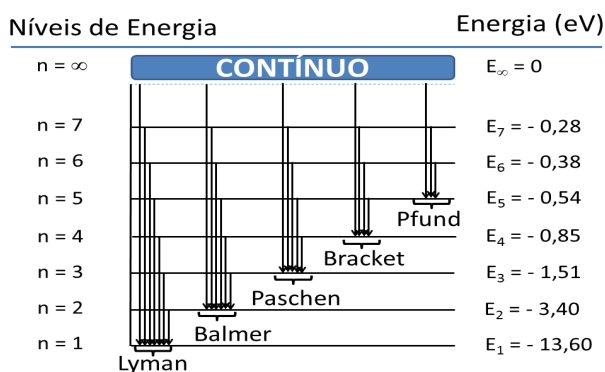 Níveis de Energia Energia (eV)
n = ∞ CONTÍNUO E∞ = 0
n = 7 E7 = - 0,28
n = 6 E6 = - 0,38
n = 5 E5 = - 0,54
Pfund
n = 4 E4 = - 0,85
Bracket
n = 3 E3 = - 1,51
Paschen
n = 2 E2 = - 3,40
Balmer
n = 1 E1 = - 13,60
Lyman